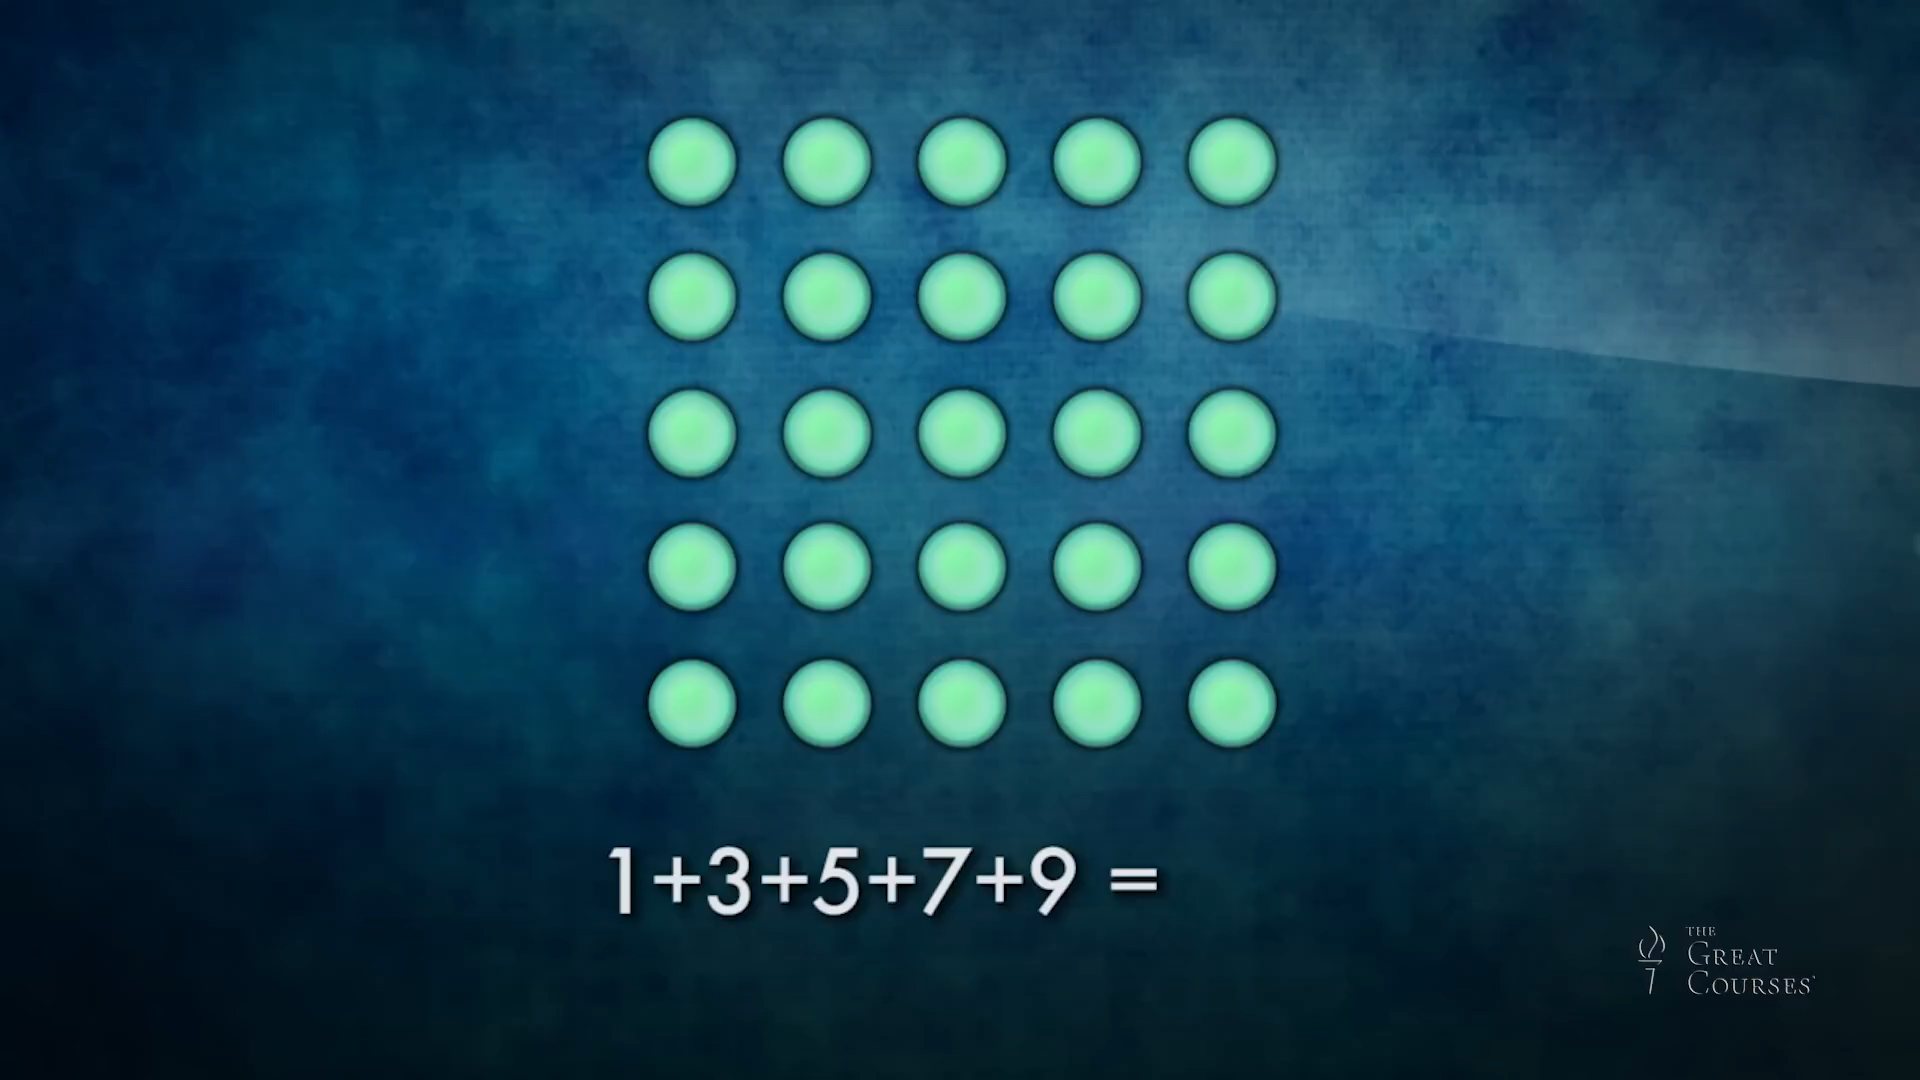 1+3+5+7+9 =
THE
GREAT
COURSES